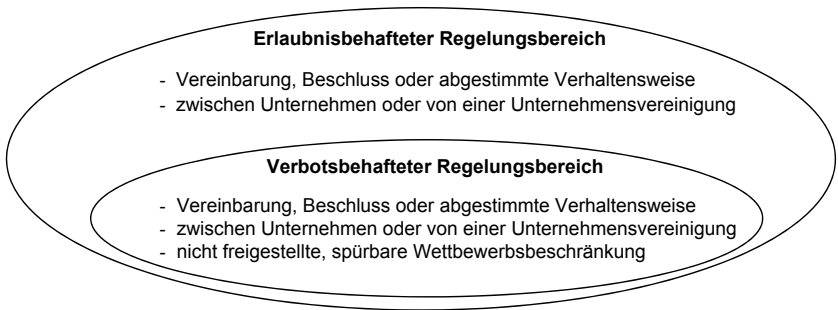 Erlaubnisbehafteter Regelungsbereich
- Vereinbarung, Beschluss oder abgestimmte Verhaltensweise
- zwischen Unternehmen oder von einer Unternehmensvereinigung
Verbotsbehafteter Regelungsbereich
- Vereinbarung, Beschluss oder abgestimmte Verhaltensweise
- zwischen Unternehmen oder von einer Unternehmensvereinigung
- nicht freigestellte, spürbare Wettbewerbsbeschränkung